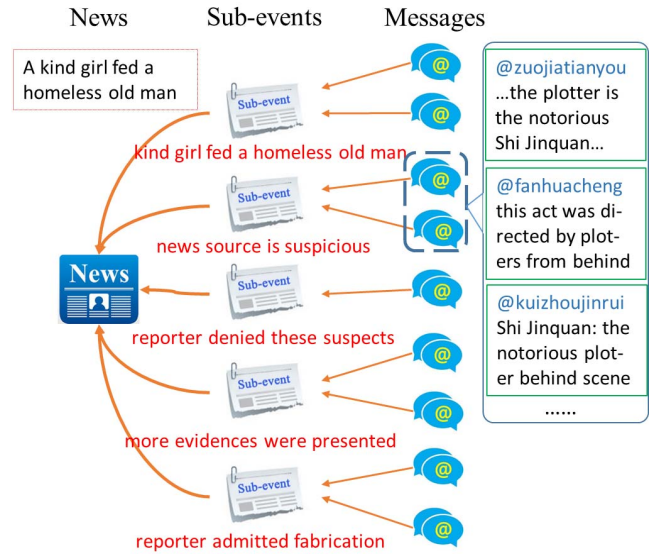 News
Sub-events
Messages
A kind girl fed a
homeless old man
Sub-event
@
@
kind girl fed a homeless old man
Sub-event
@
@
news source is suspicious
News
Sub-event
@
reporter denied these suspects
Sub-event
@
@
more evidences were presented
Sub-event
@
@
reporter admitted fabrication
@zuojiatianyou
...the plotter is
the notorious
Shi Jinquan...
@fanhuacheng
this act was di-
rected by plot-
ers from behind
@kuizhoujinrui
Shi Jinquan: the
notorious plot-
er behind scene
......